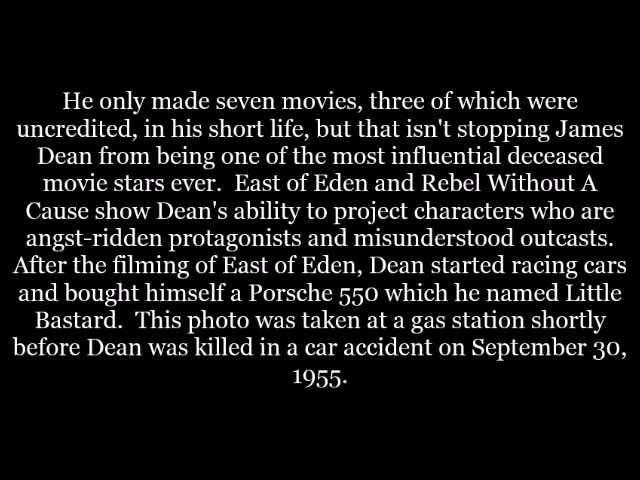 He only made seven movies, three of which were
uncredited, in his short life, but that isn't stopping James
Dean from being one of the most influential deceased
movie stars ever.  East of Eden and Rebel Without A
Cause show Dean's ability to project characters who are
angst-ridden protagonists and misunderstood outcasts.
After the filming of East of Eden, Dean started racing cars
and bought himself a Porsche 550 which he named Little
Bastard.  This photo was taken at a gas station shortly
before Dean was killed in a car accident on September 30,
1955.